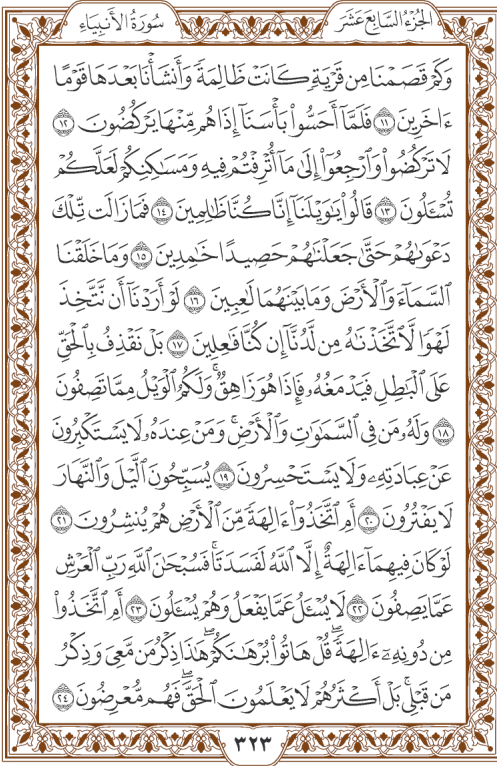 الجزء السابع عشر سورة الأنبياء
وَكَمْ قَصَمْنَا مِن قَرْيَةٍ كَانَتْ ظَالِمَةً وَأَنشَأْنَا بَعْدَهَا قَوْمًا
ءَاخَرِينَ ١١ فَلَمَّآ أَحَسُّوا۟ بَأْسَنَآ إِذَا هُم مِّنْهَا يَرْكُضُونَ ١٢
لَا تَرْكُضُوا۟ وَٱرْجِعُوٓا۟ إِلَىٰ مَآ أُتْرِفْتُمْ فِيهِ وَمَسَٰكِنِكُمْ لَعَلَّكُمْ
تُسْـَٔلُونَ ١٣ قَالُوا۟ يَٰوَيْلَنَآ إِنَّا كُنَّا ظَٰلِمِينَ ١٤ فَمَا زَالَت تِّلْكَ
دَعْوَىٰهُمْ حَتَّىٰ جَعَلْنَٰهُمْ حَصِيدًا خَٰمِدِينَ ١٥ وَمَا خَلَقْنَا
ٱلسَّمَآءَ وَٱلْأَرْضَ وَمَا بَيْنَهُمَا لَٰعِبِينَ ١٦ لَوْ أَرَدْنَآ أَن نَّتَّخِذَ
لَهْوًا لَّٱتَّخَذْنَٰهُ مِن لَّدُنَّآ إِن كُنَّا فَٰعِلِينَ ١٧ بَلْ نَقْذِفُ بِٱلْحَقِّ
عَلَى ٱلْبَٰطِلِ فَيَدْمَغُهُۥ فَإِذَا هُوَ زَاهِقٌ ۚ وَلَكُمُ ٱلْوَيْلُ مِمَّا تَصِفُونَ
١٨ وَلَهُۥ مَن فِى ٱلسَّمَٰوَٰتِ وَٱلْأَرْضِ ۚ وَمَنْ عِندَهُۥ لَا يَسْتَكْبِرُونَ
عَنْ عِبَادَتِهِۦ وَلَا يَسْتَحْسِرُونَ ١٩ يُسَبِّحُونَ ٱلَّيْلَ وَٱلنَّهَارَ
لَا يَفْتُرُونَ ٢٠ أَمِ ٱتَّخَذُوٓا۟ ءَالِهَةً مِّنَ ٱلْأَرْضِ هُمْ يُنشِرُونَ ٢١
لَوْ كَانَ فِيهِمَآ ءَالِهَةٌ إِلَّا ٱللَّهُ لَفَسَدَتَا ۚ فَسُبْحَٰنَ ٱللَّهِ رَبِّ ٱلْعَرْشِ
عَمَّا يَصِفُونَ ٢٢ لَا يُسْـَٔلُ عَمَّا يَفْعَلُ وَهُمْ يُسْـَٔلُونَ ٢٣ أَمِ ٱتَّخَذُوا۟
مِن دُونِهِۦٓ ءَالِهَةً ۖ قُلْ هَاتُوا۟ بُرْهَٰنَكُمْ ۖ هَٰذَا ذِكْرُ مَن مَّعِىَ وَذِكْرُ
مَن قَبْلِى ۗ بَلْ أَكْثَرُهُمْ لَا يَعْلَمُونَ ٱلْحَقَّ ۖ فَهُم مُّعْرِضُونَ ٢٤
٣٢٣